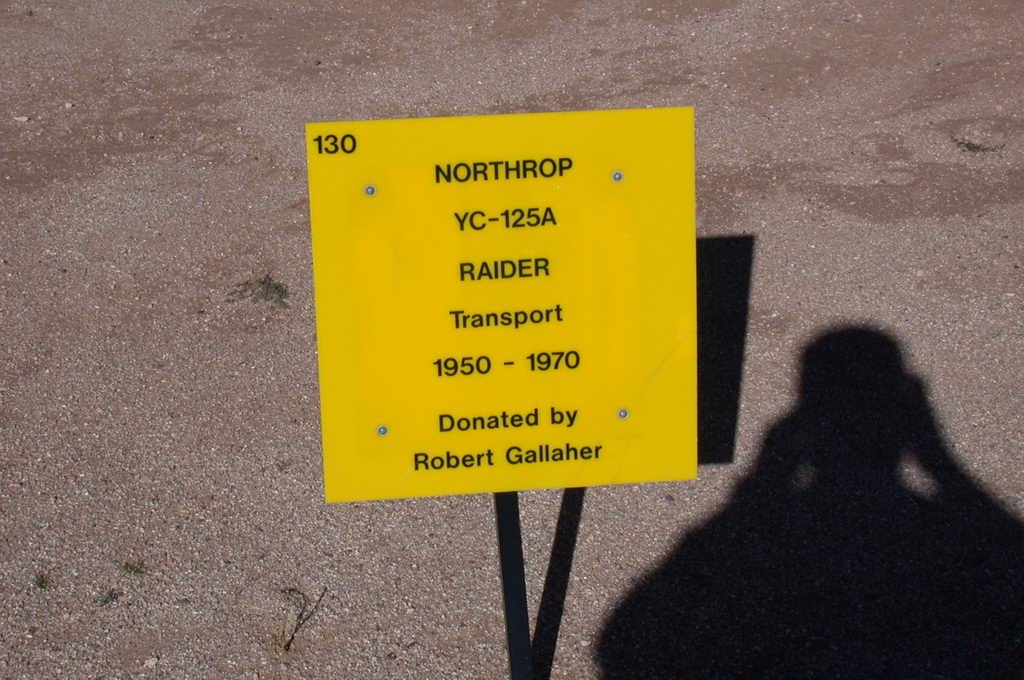 130
NORTHROP
YC-125A
RAIDER
Transport
1950 - 1970
Donated by
Robert Gallaher